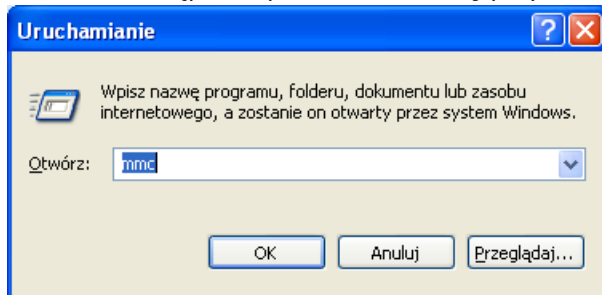 Uruchamianie
Wpisz nazwę programu, folderu, dokumentu lub zasobu
internetowego, a zostanie on otwarty przez system Windows.
Otwórz: mmc
OK Anuluj Przeglądaj...